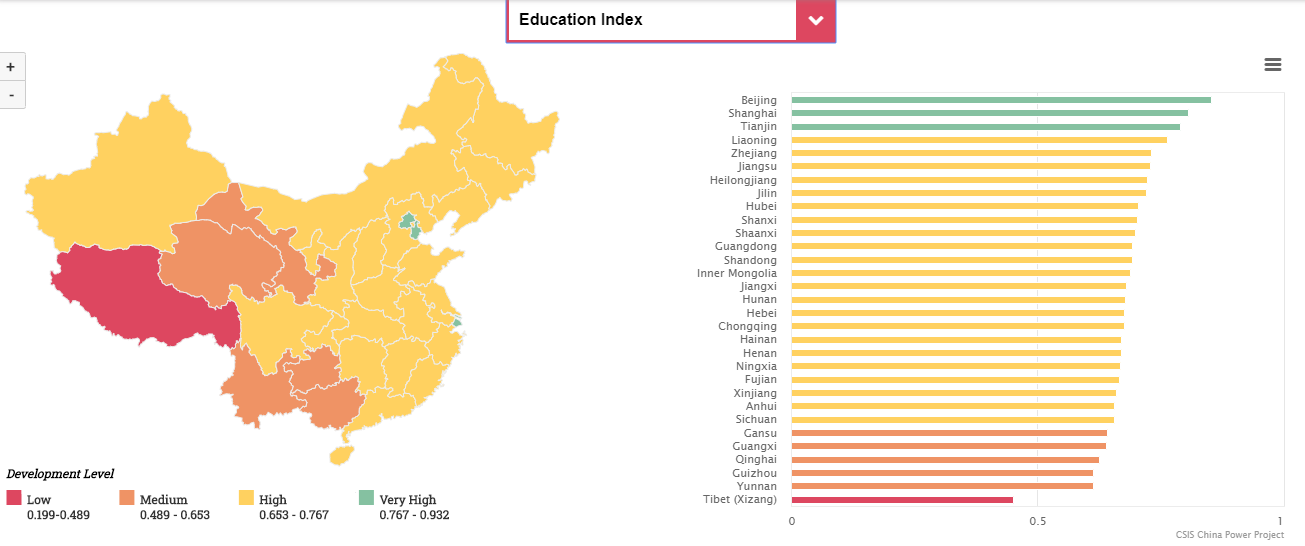 Education Index
+
-
Beijing
Shanghai
Tianjin
Liaoning
Zhejiang
Jiangsu
Heilongjiang
Jilin
Hubei
Shanxi
Shaanxi
Guangdong
Shandong
Inner Mongolia
Jiangxi
Hunan
Hebei
Chongqing
Hainan
Henan
Ningxia
Fujian
Xinjiang
Anhui
Sichuan
Gansu
Guangxi
Qinghai
Guizhou
Yunnan
Tibet (Xizang)
0 0.5 1
CSIS China Power Project
Development Level
Low Medium High Very High
0.199-0.489 0.489 - 0.653 0.653 - 0.767 0.767 - 0.932